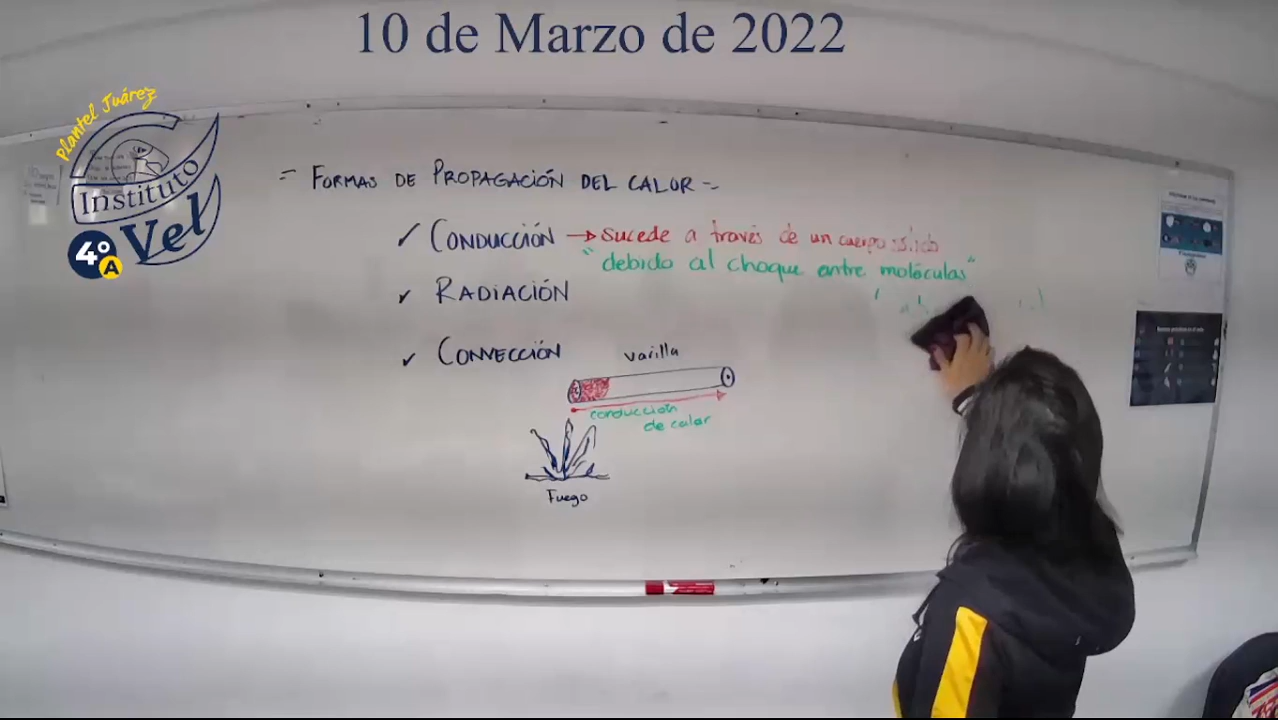 10 de Marzo de 2022
Plantel Juárez
Instituto
Vel
4º
A
= FORMAS DE PROPAGACIÓN DEL CALOR =
✓ CONDUCCIÓN → Sucede a través de un cuerpo sólido
"debido al choque entre moléculas"
✓ RADIACIÓN
✓ CONVECCIÓN
varilla
conducción
de calor
Fuego